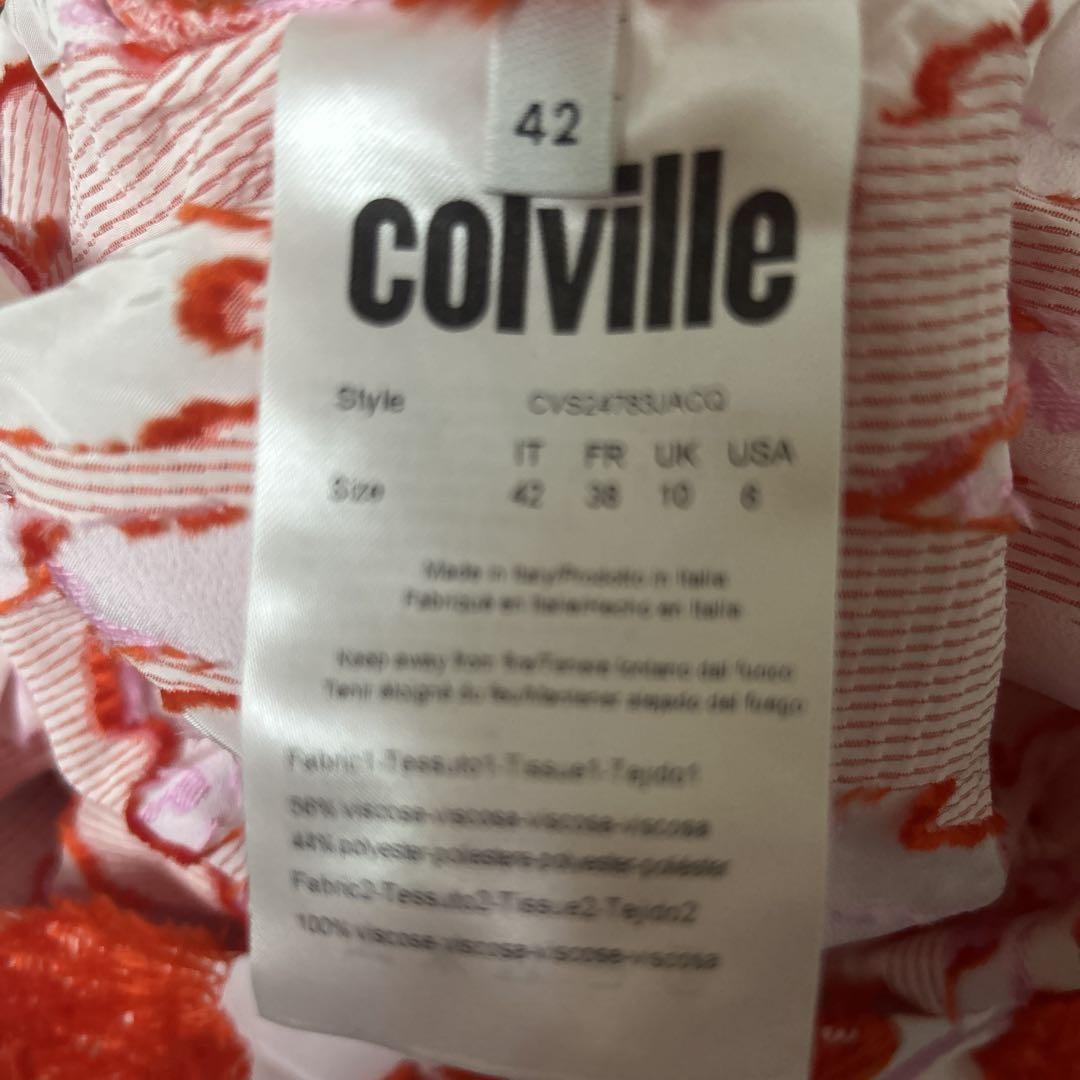 42
colville
Style CVS24783JACQ
IT FR UK USA
Size 42 38 10 6
Made in Italy/Prodotto in Italia
Fabriqué en Italie/Hecho en Italia
Keep away from fire/Tenere lontano dal fuoco
Tenir éloigné du feu/Mantener alejado del fuego
Fabric1-Tessuto1-Tissue1-Tejido1
56% viscose-viscosa-viscose-viscosa
44% polyester-poliestere-polyester-poliéster
Fabric2-Tessuto2-Tissue2-Tejido2
100% viscose-viscosa-viscose-viscosa